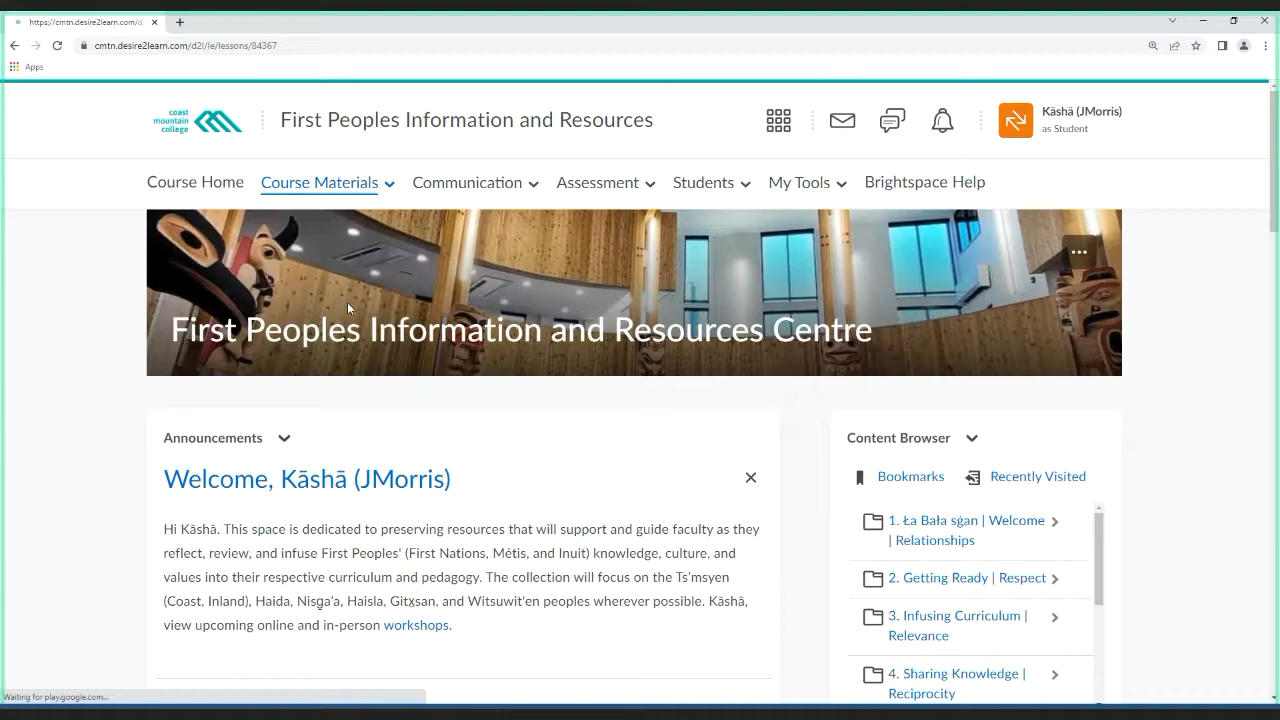 https://cmtn.desire2learn.com/d
cmtn.desire2learn.com/d2l/le/lessons/84367
Apps
coast
mountain
college
First Peoples Information and Resources
Kāshā (JMorris)
as Student
Course Home
Course Materials
Communication
Assessment
Students
My Tools
Brightspace Help
First Peoples Information and Resources Centre
Announcements
Welcome, Kāshā (JMorris)
Hi Kāshā. This space is dedicated to preserving resources that will support and guide faculty as they
reflect, review, and infuse First Peoples' (First Nations, Métis, and Inuit) knowledge, culture, and
values into their respective curriculum and pedagogy. The collection will focus on the Ts'msyen
(Coast, Inland), Haida, Nisg̱a'a, Haisla, Gitx̱san, and Witsuwit'en peoples wherever possible. Kāshā,
view upcoming online and in-person workshops.
Content Browser
Bookmarks
Recently Visited
1. Ła Bała sg̓an | Welcome
| Relationships
2. Getting Ready | Respect
3. Infusing Curriculum |
Relevance
4. Sharing Knowledge |
Reciprocity
Waiting for play.google.com...